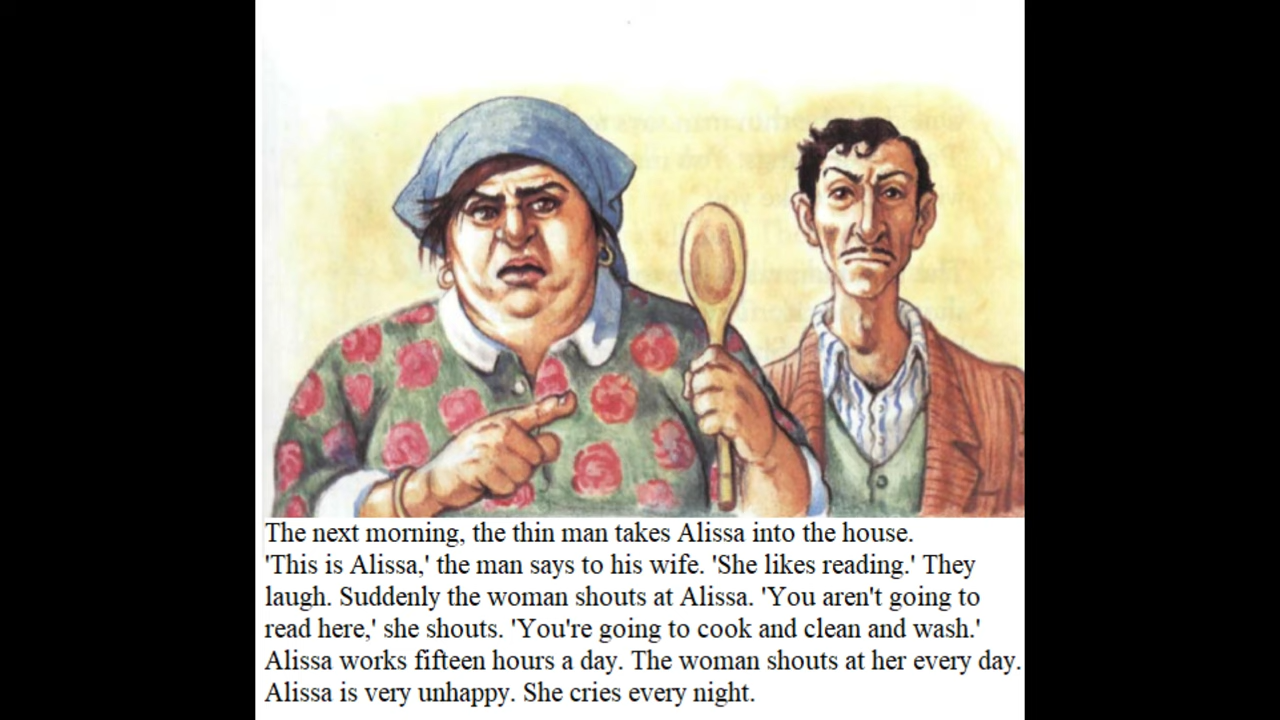 The next morning, the thin man takes Alissa into the house.
'This is Alissa,' the man says to his wife. 'She likes reading.' They
laugh. Suddenly the woman shouts at Alissa. 'You aren't going to
read here,' she shouts. 'You're going to cook and clean and wash.'
Alissa works fifteen hours a day. The woman shouts at her every day.
Alissa is very unhappy. She cries every night.